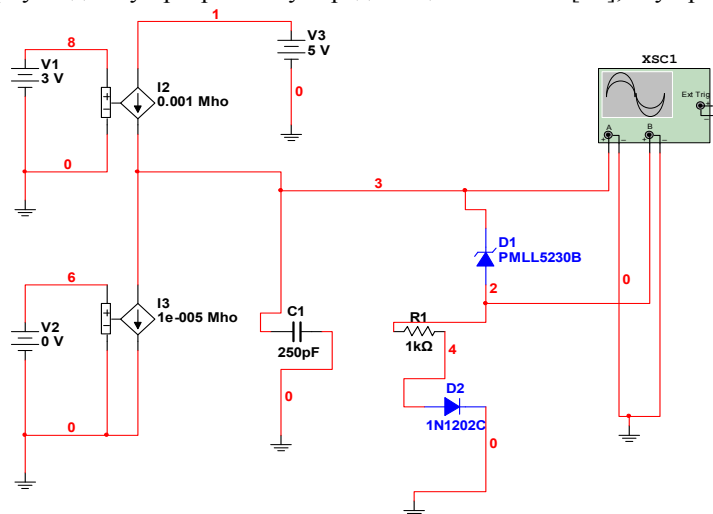 1
8
V1
3 V
I2
0.001 Mho
V3
5 V
0
XSC1
Ext Trig
A
B
0
3
D1
PMLL5230B
6
V2
0 V
I3
1e-005 Mho
C1
250pF
2
0
R1
1kΩ
4
D2
1N1202C
0
0
0